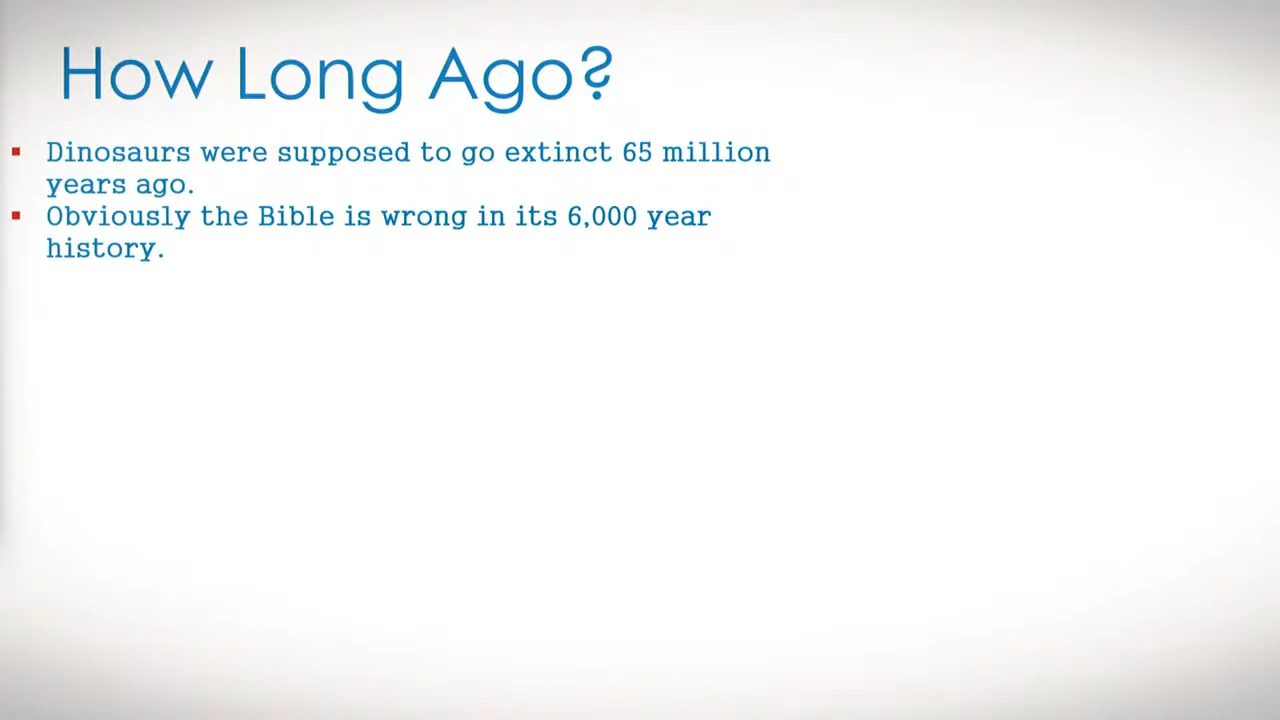 How Long Ago?
▪ Dinosaurs were supposed to go extinct 65 million
years ago.
▪ Obviously the Bible is wrong in its 6,000 year
history.